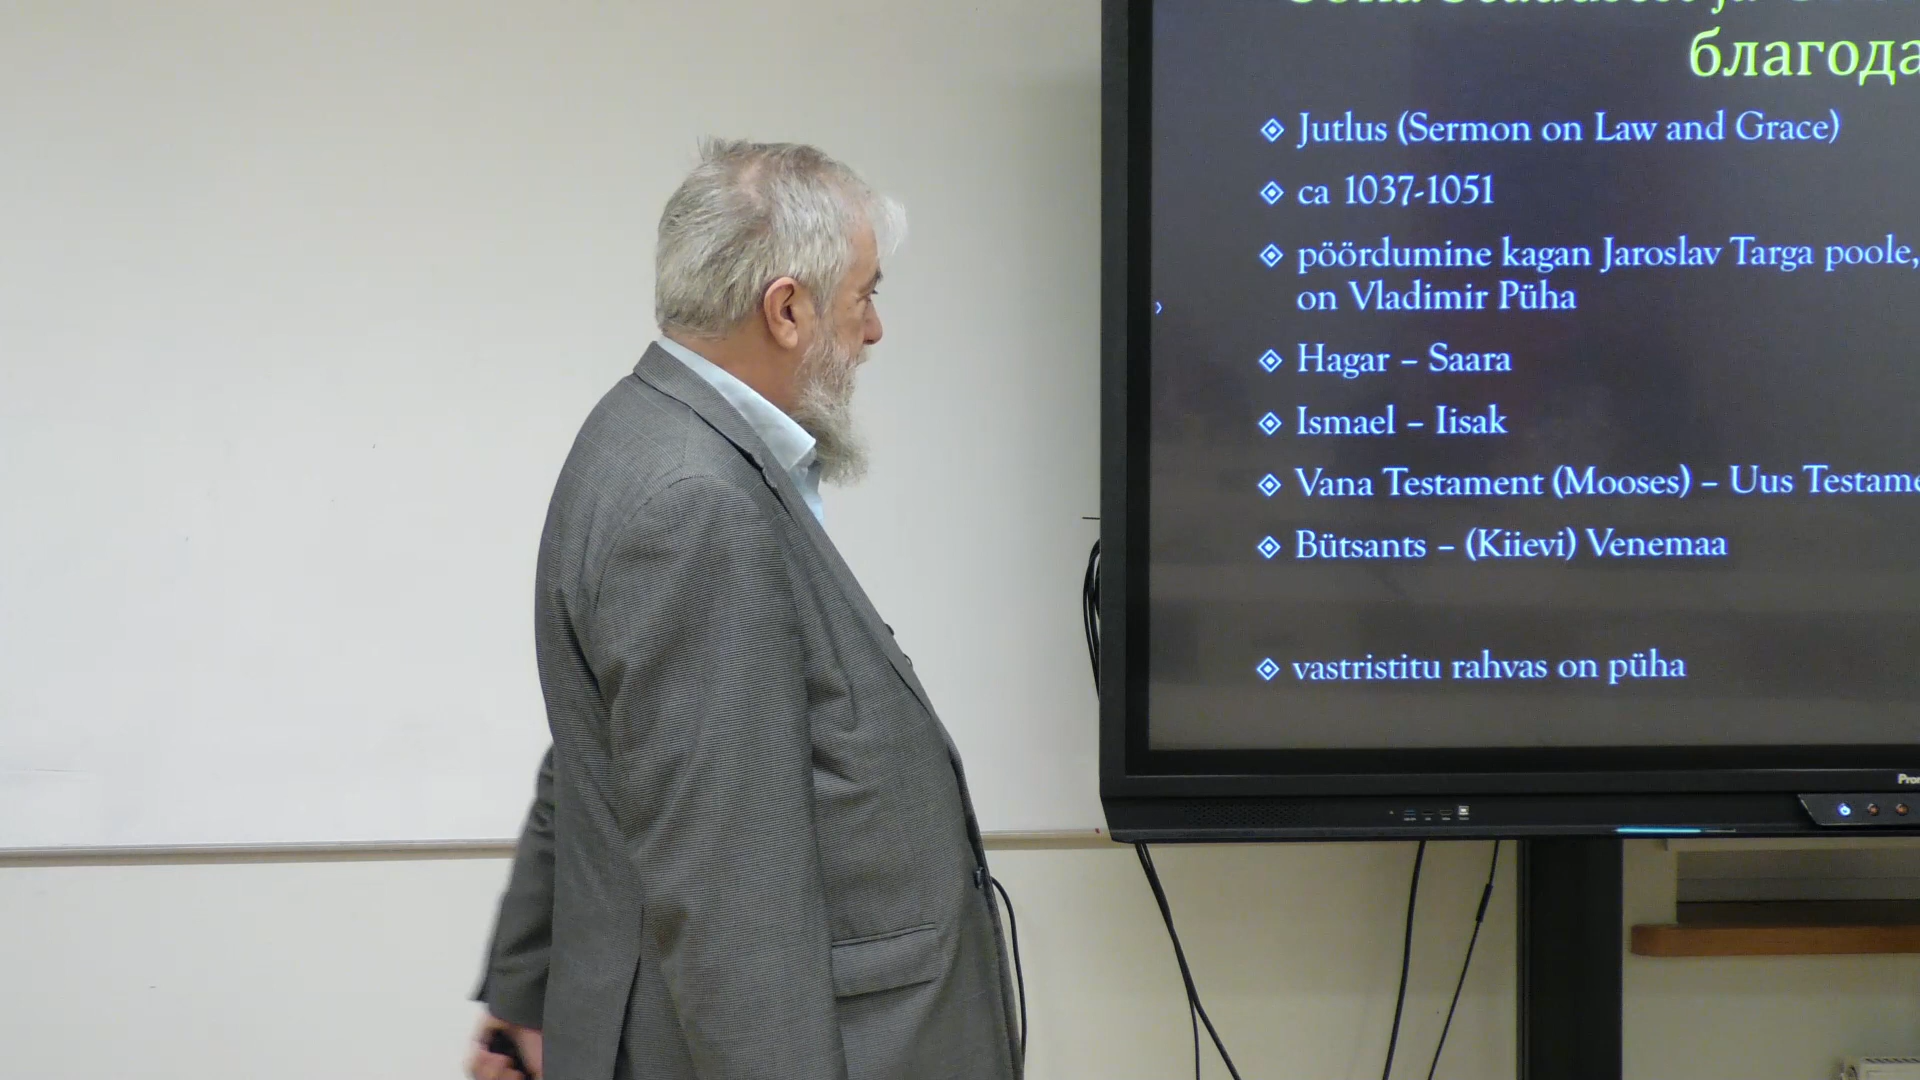 благода
Jutlus (Sermon on Law and Grace)
ca 1037-1051
pöördumine kagan Jaroslav Targa poole,
on Vladimir Püha
Hagar – Saara
Ismael – Iisak
Vana Testament (Mooses) – Uus Testame
Bütsants – (Kiievi) Venemaa
vastristitu rahvas on püha